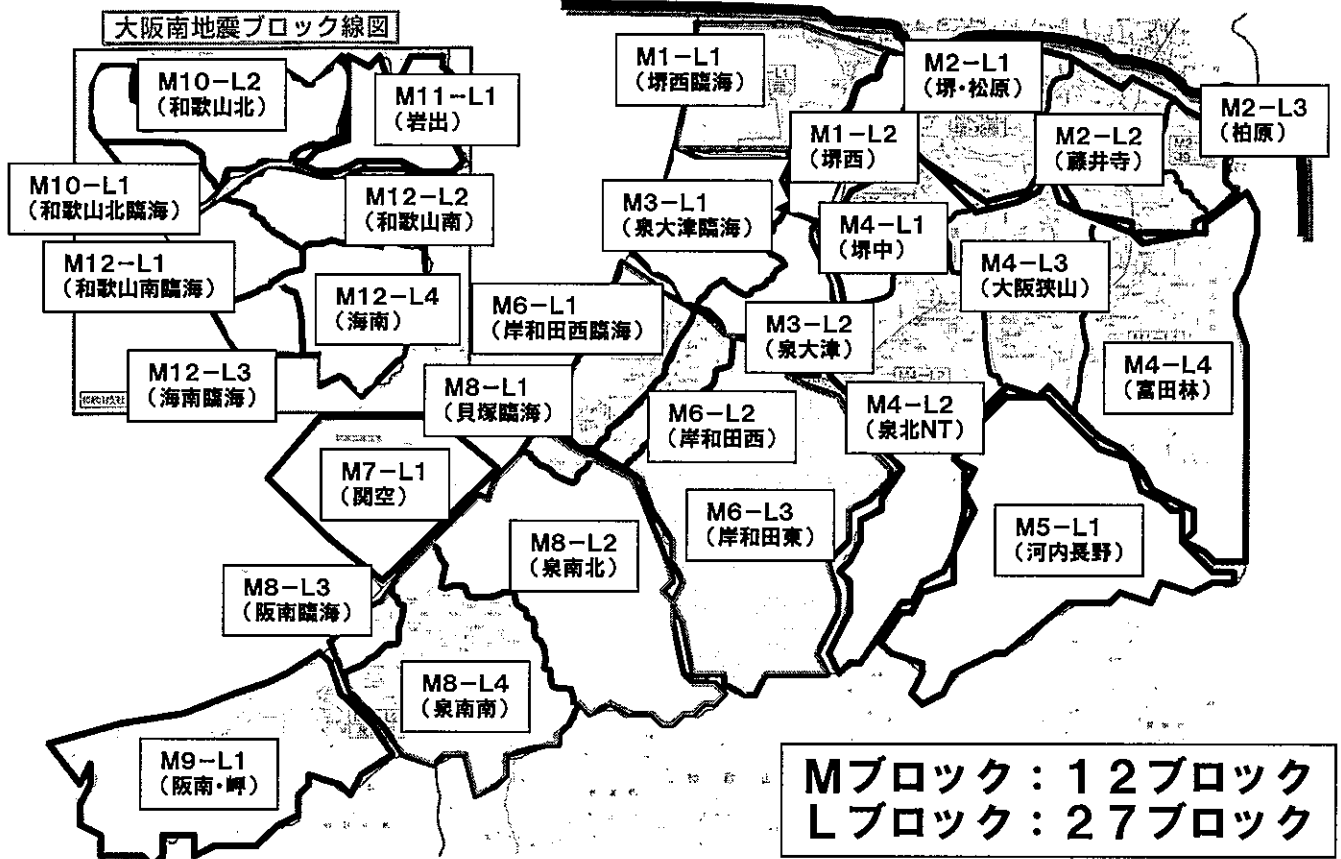 大阪南地震ブロック線図
M10-L2
(和歌山北)
M11-L1
(岩出)
M10-L1
(和歌山北臨海)
M12-L2
(和歌山南)
M12-L1
(和歌山南臨海)
M12-L4
(海南)
M12-L3
(海南臨海)
M1-L1
(堺西臨海)
M2-L1
(堺・松原)
M2-L3
(柏原)
M1-L2
(堺西)
M2-L2
(藤井寺)
M3-L1
(泉大津臨海)
M4-L1
(堺中)
M4-L3
(大阪狭山)
M6-L1
(岸和田西臨海)
M3-L2
(泉大津)
M4-L4
(富田林)
M8-L1
(貝塚臨海)
M6-L2
(岸和田西)
M4-L2
(泉北NT)
M7-L1
(関空)
M6-L3
(岸和田東)
M5-L1
(河内長野)
M8-L2
(泉南北)
M8-L3
(阪南臨海)
M8-L4
(泉南南)
M9-L1
(阪南・岬)
Mブロック：12ブロック
Lブロック：27ブロック